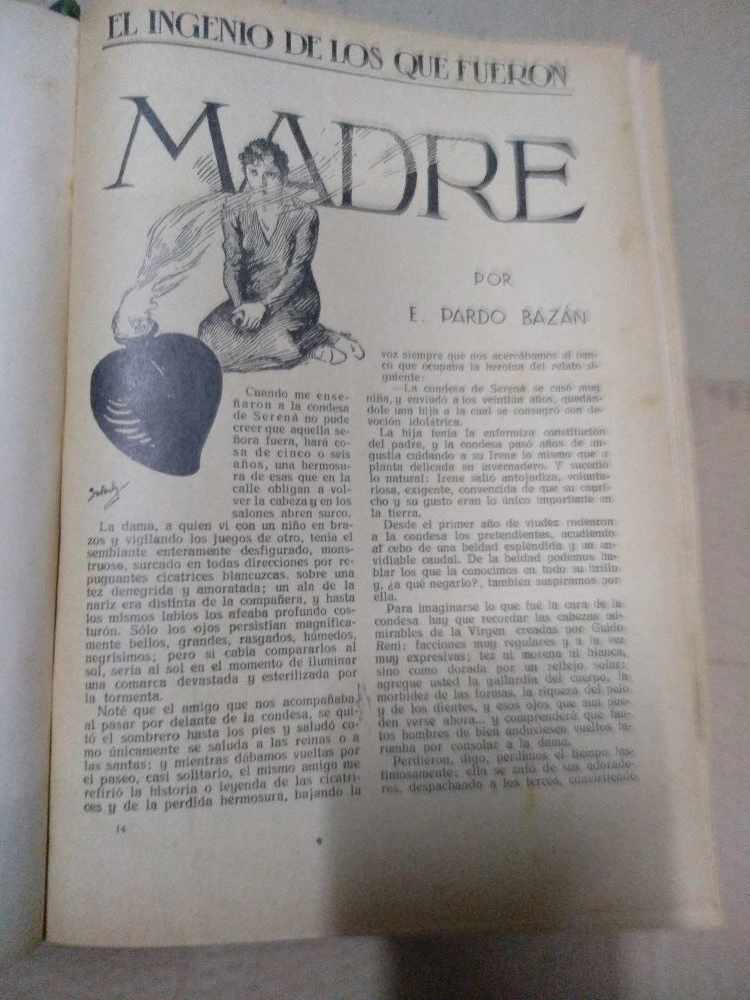 EL INGENIO DE LOS QUE FUERON
MADRE
POR
E. PARDO BAZÁN
Cuando me ense-
ñaron a la condesa
de Serená no pude
creer que aquella se-
ñora fuera, hará co-
sa de cinco o seis
años, una hermosu-
ra de esas que en la
calle obligan a vol-
ver la cabeza y en los
salones abren surco.
La dama, a quien vi con un niño en bra-
zos y vigilando los juegos de otro, tenía el
semblante enteramente desfigurado, mons-
truoso, surcado en todas direcciones por re-
pugnantes cicatrices blancuzcas, sobre una
tez denegrida y amoratada; un ala de la
nariz era distinta de la compañera, y hasta
los mismos labios los afeaba profundo cos-
turón. Sólo los ojos persistían magnífica-
mente bellos, grandes, rasgados, húmedos,
negrísimos; pero si cabía compararlos al
sol, sería al sol en el momento de iluminar
una comarca devastada y esterilizada por
la tormenta.
Noté que el amigo que nos acompañaba,
al pasar por delante de la condesa, se qui-
tó el sombrero hasta los pies y saludó co-
mo únicamente se saluda a las reinas o a
las santas; y mientras dábamos vueltas por
el paseo, casi solitario, el mismo amigo me
refirió la historia o leyenda de las cicatri-
ces y de la perdida hermosura, bajando la
14
voz siempre que nos acercábamos al ban-
co que ocupaba la heroína del relato si-
guiente:
—La condesa de Serená se casó muy
niña, y enviudó a los veintiún años, quedán-
dole una hija a la cual se consagró con de-
voción idolátrica.
La hija tenía la enfermiza constitución
del padre, y la condesa pasó años de an-
gustia cuidando a su Irene lo mismo que a
planta delicada en invernadero. Y sucedió
lo natural: Irene salió antojadiza, volunta-
riosa, exigente, convencida de que su capri-
cho y su gusto eran lo único importante en
la tierra.
Desde el primer año de viudez rodearon
a la condesa los pretendientes, acudiendo
al cebo de una beldad espléndida y un en-
vidiable caudal. De la beldad podemos ha-
blar los que la conocimos en todo su brillo
y, ¿a qué negarlo?, también suspiramos por
ella.
Para imaginarse lo que fué la cara de la
condesa, hay que recordar las cabezas ad-
mirables de la Virgen creadas por Guido
Reni: facciones muy regulares y a la vez
muy expresivas; tez ni morena ni blanca,
sino como dorada por un reflejo solar;
agregue usted la gallardía del cuerpo, la
morbidez de las formas, la riqueza del pelo
y de los dientes, y esos ojos que aun pue-
den verse ahora... y comprenderá que tan-
tos hombres de bien anduviesen vueltos ta-
rumba por consolar a la dama.
Perdieron, digo, perdimos el tiempo las-
timosamente; ella se zafó de sus adorado-
res, despachando a los tercos, convirtiendo